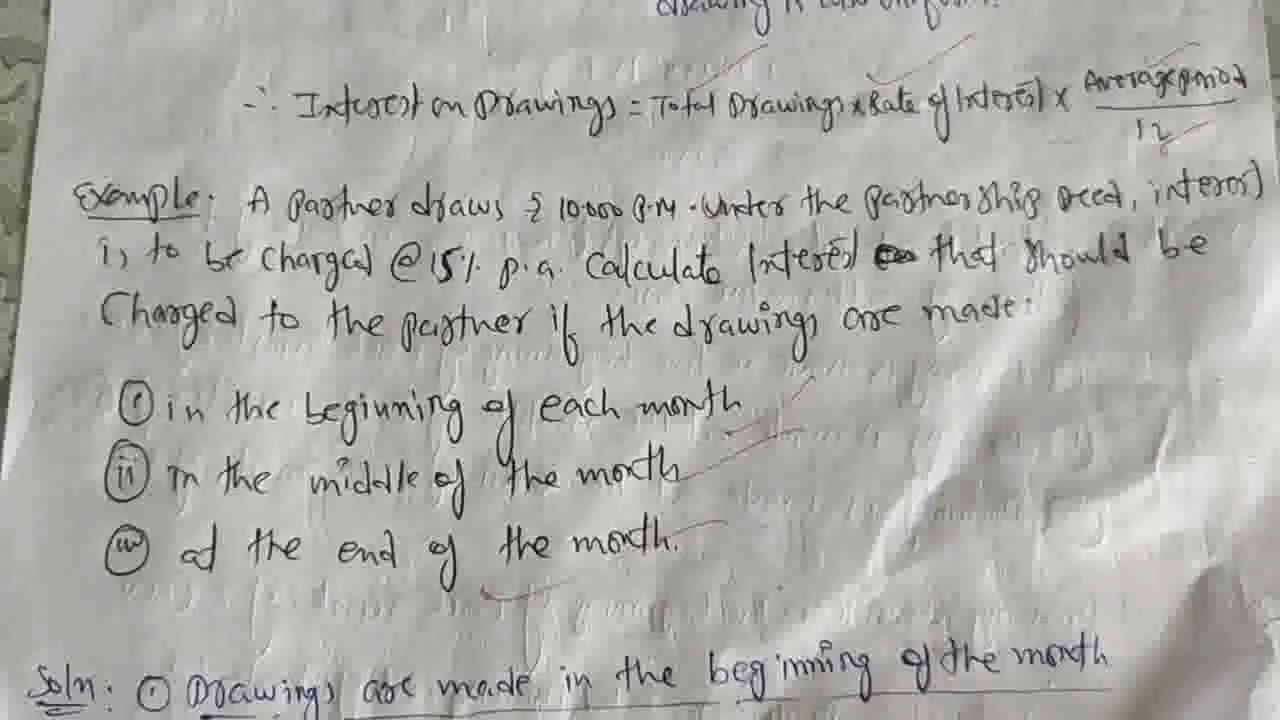 drawing is
∴ Interest on Drawings = Total Drawings × Rate of Interest × Average period / 12
Example: A Partner draws ₹ 10000 P.M. Under the partnership Deed, interest
is to be charged @ 15% p.a. Calculate Interest that should be
Charged to the partner if the drawings are made:
(i) in the beginning of each month
(ii) In the middle of the month
(iii) at the end of the month.
Soln: (i) Drawings are made in the beginning of the month